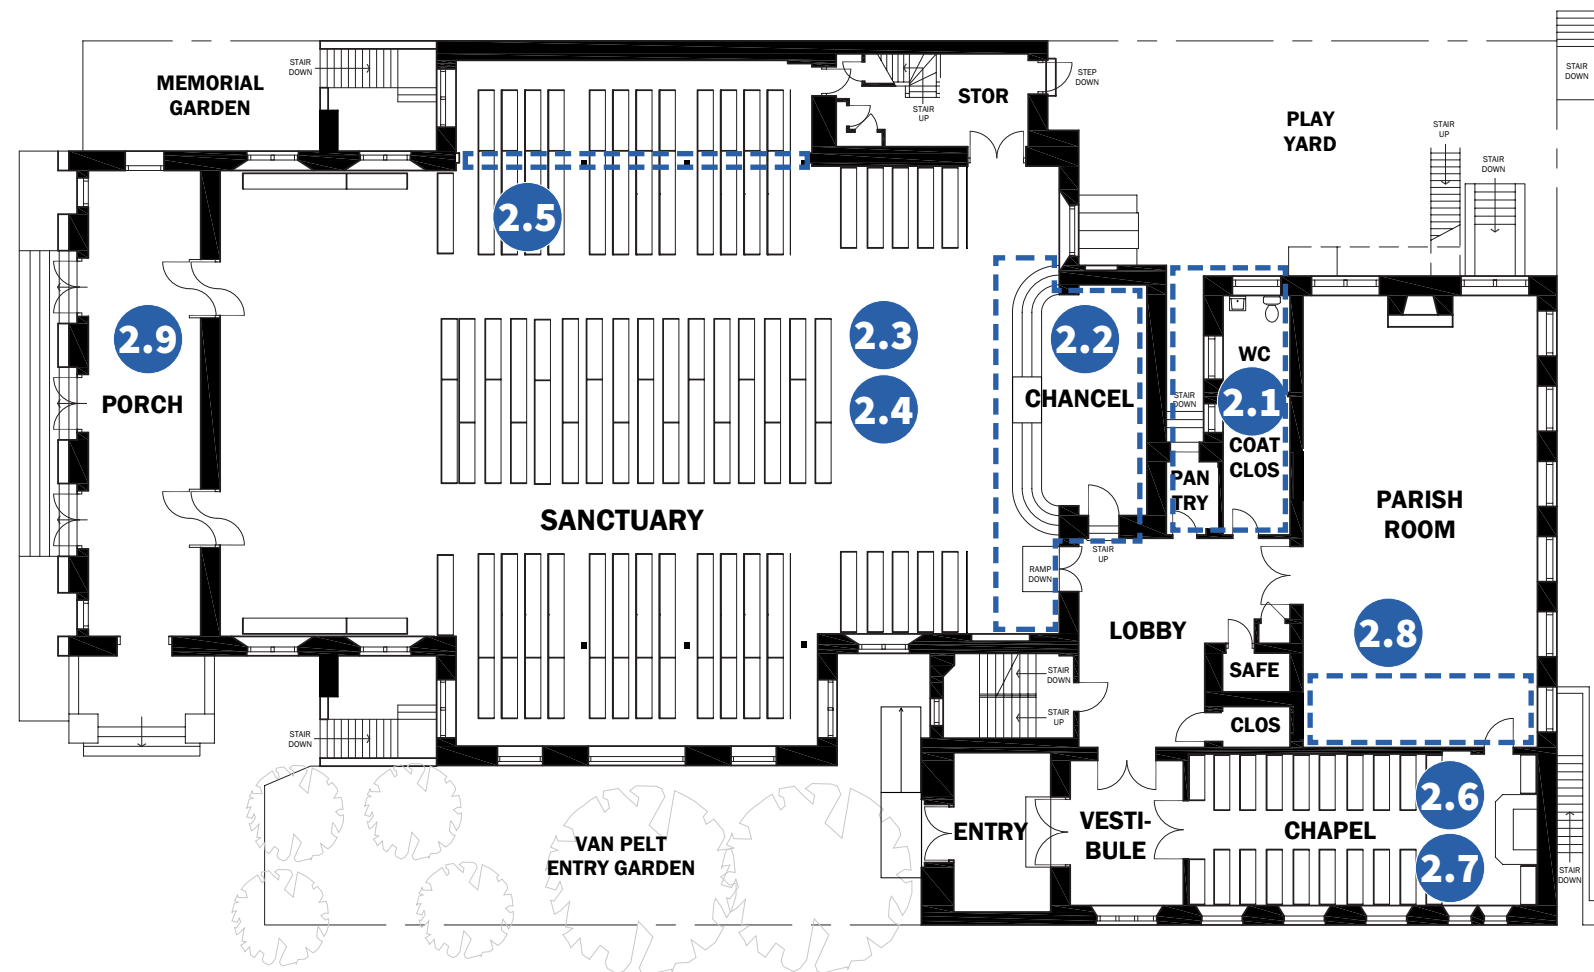 MEMORIAL
GARDEN
STAIR
DOWN
STOR
STAIR
UP
STEP
DOWN
PLAY
YARD
STAIR
UP
STAIR
DOWN
STAIR
DOWN
2.5
2.9
PORCH
2.3
2.4
2.2
CHANCEL
WC
2.1
STAIR
DOWN
COAT
CLOS
PAN
TRY
PARISH
ROOM
SANCTUARY
STAIR
UP
RAMP
DOWN
LOBBY
2.8
SAFE
CLOS
STAIR
DOWN
STAIR
UP
STAIR
DOWN
VAN PELT
ENTRY GARDEN
ENTRY
VESTI-
BULE
CHAPEL
2.6
2.7
STAIR
DOWN